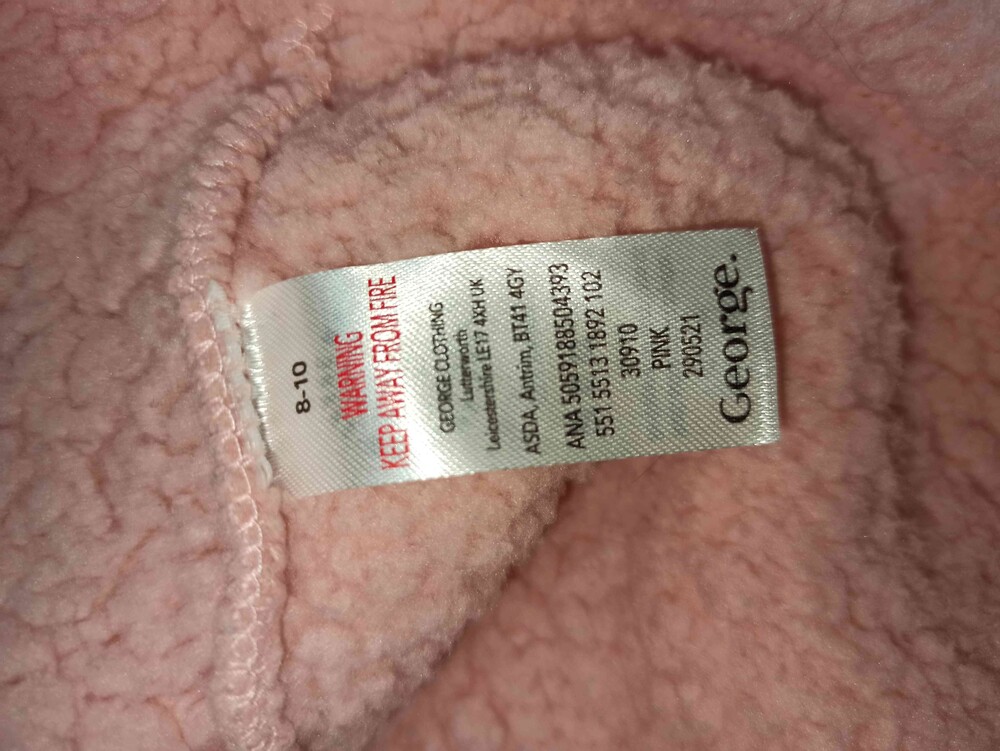 8-10
WARNING
KEEP AWAY FROM FIRE
GEORGE CLOTHING
Lutterworth
Leicestershire LE17 4XH UK
ASDA, Antrim, BT41 4GY
ANA 5059188504393
551 5513 1892 102
30910
PINK
290521
George.